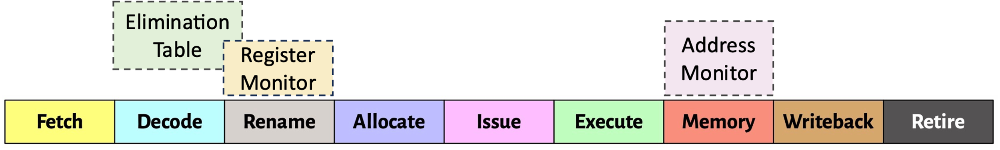 Elimination
Table
Register
Monitor
Address
Monitor
Fetch
Decode
Rename
Allocate
Issue
Execute
Memory
Writeback
Retire